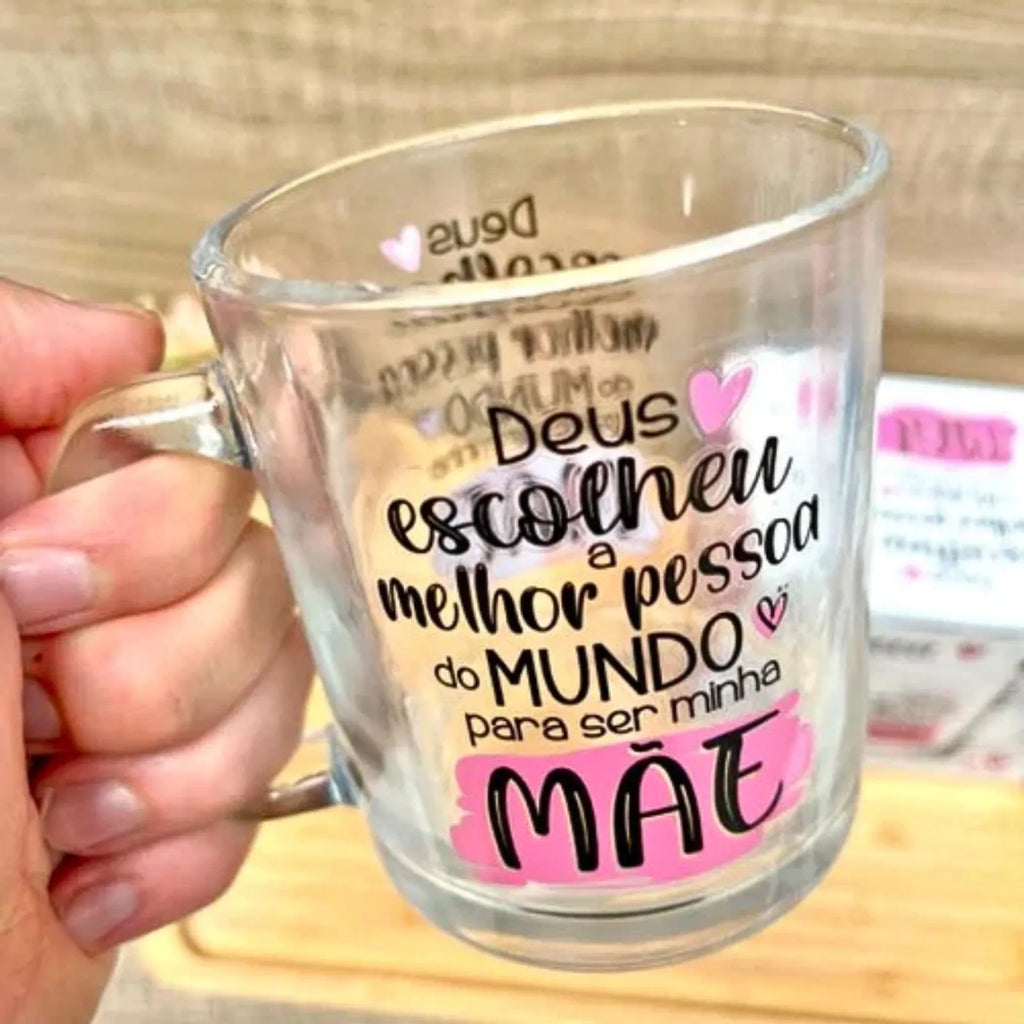 Deus
escolheu
a
melhor pessoa
do MUNDO
para ser minha
MÃE